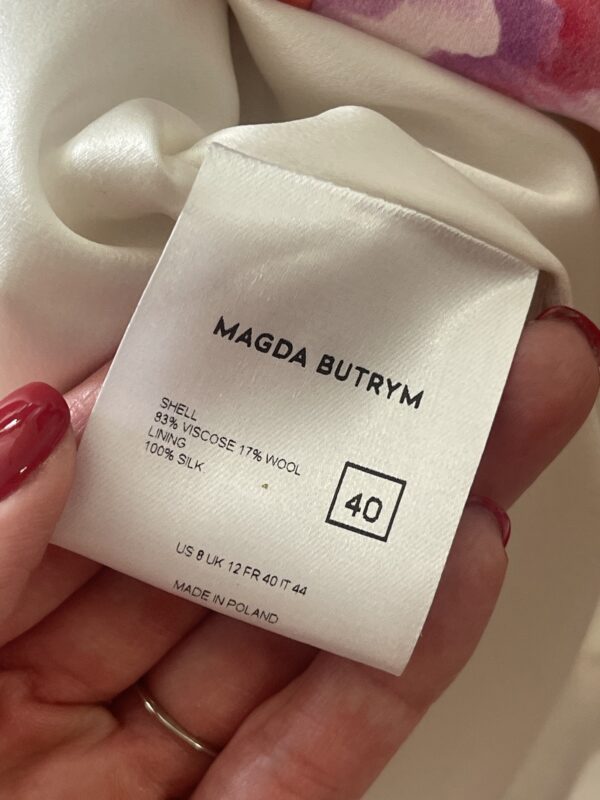 MAGDA BUTRYM
SHELL
83% VISCOSE 17% WOOL
LINING
100% SILK
40
US 8 UK 12 FR 40 IT 44
MADE IN POLAND